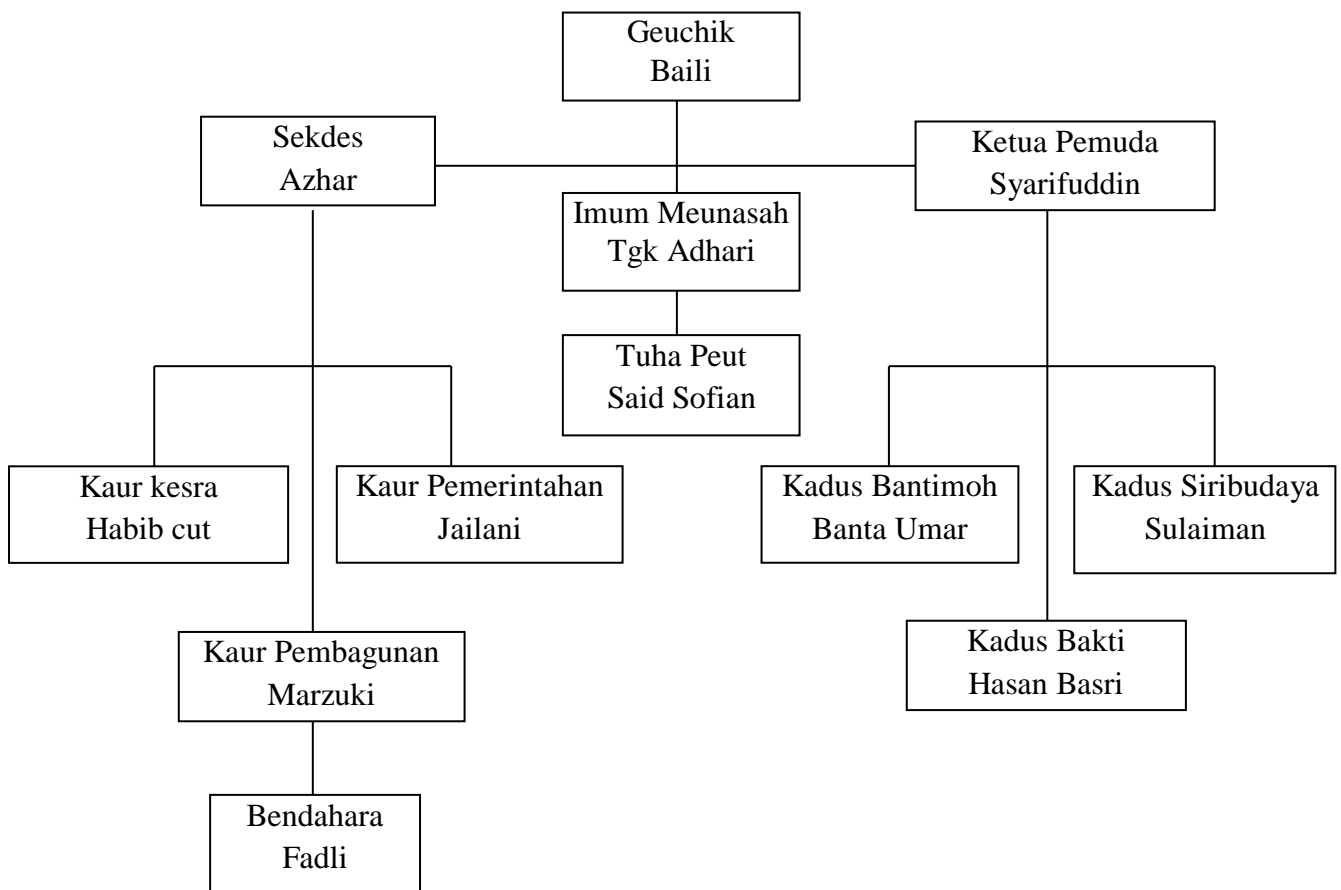 Geuchik
Baili
Sekdes
Azhar
Ketua Pemuda
Syarifuddin
Imum Meunasah
Tgk Adhari
Tuha Peut
Said Sofian
Kaur kesra
Habib cut
Kaur Pemerintahan
Jailani
Kadus Bantimoh
Banta Umar
Kadus Siribudaya
Sulaiman
Kaur Pembagunan
Marzuki
Kadus Bakti
Hasan Basri
Bendahara
Fadli